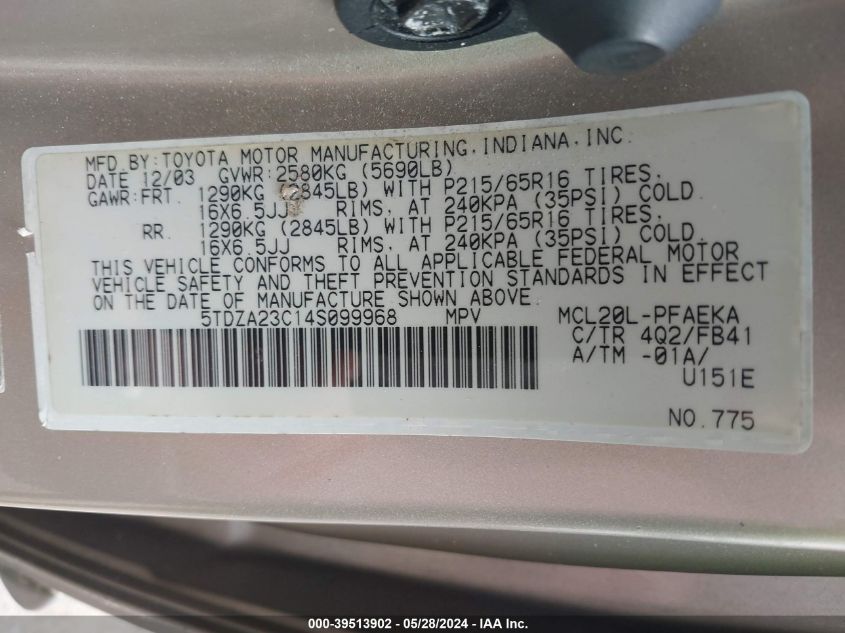 MFD.BY:TOYOTA MOTOR MANUFACTURING,INDIANA,INC.
DATE 12/03 GVWR:2580KG (5690LB)
GAWR:FRT. 1290KG (2845LB) WITH P215/65R16 TIRES,
16X6.5JJ RIMS, AT 240KPA (35PSI) COLD.
RR. 1290KG (2845LB) WITH P215/65R16 TIRES,
16X6.5JJ RIMS, AT 240KPA (35PSI) COLD.
THIS VEHICLE CONFORMS TO ALL APPLICABLE FEDERAL MOTOR
VEHICLE SAFETY AND THEFT PREVENTION STANDARDS IN EFFECT
ON THE DATE OF MANUFACTURE SHOWN ABOVE.
5TDZA23C14S099968 MPV MCL20L-PFAEKA
C/TR 4Q2/FB41
A/TM -01A/
U151E
NO.775
000-39513902 - 05/28/2024 - IAA Inc.